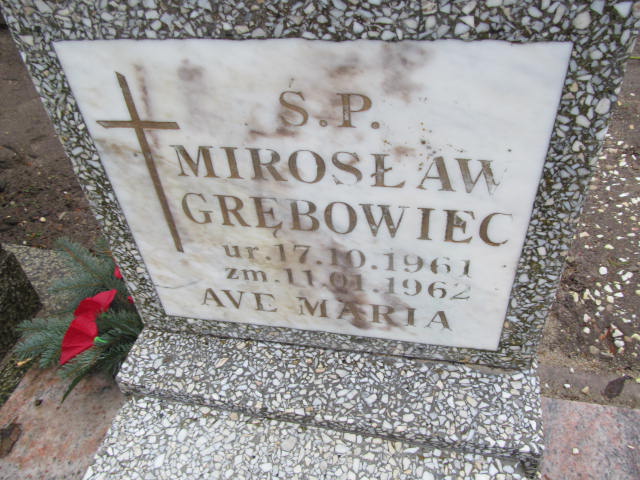 Ś.P.
MIROSŁAW
GRĘBOWIEC
ur.17.10.1961
zm.11.01.1962
AVE MARIA